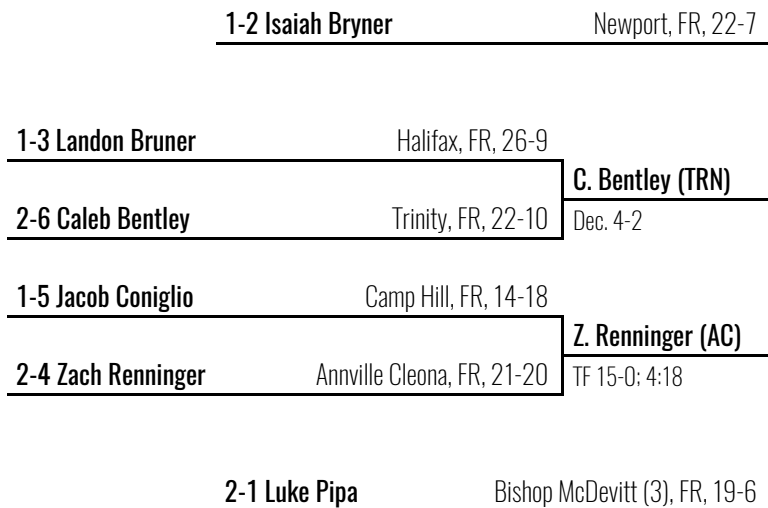 1-2 Isaiah Bryner Newport, FR, 22-7
1-3 Landon Bruner Halifax, FR, 26-9
C. Bentley (TRN)
2-6 Caleb Bentley Trinity, FR, 22-10
Dec. 4-2
1-5 Jacob Coniglio Camp Hill, FR, 14-18
Z. Renninger (AC)
2-4 Zach Renninger Annville Cleona, FR, 21-20
TF 15-0; 4:18
2-1 Luke Pipa Bishop McDevitt (3), FR, 19-6